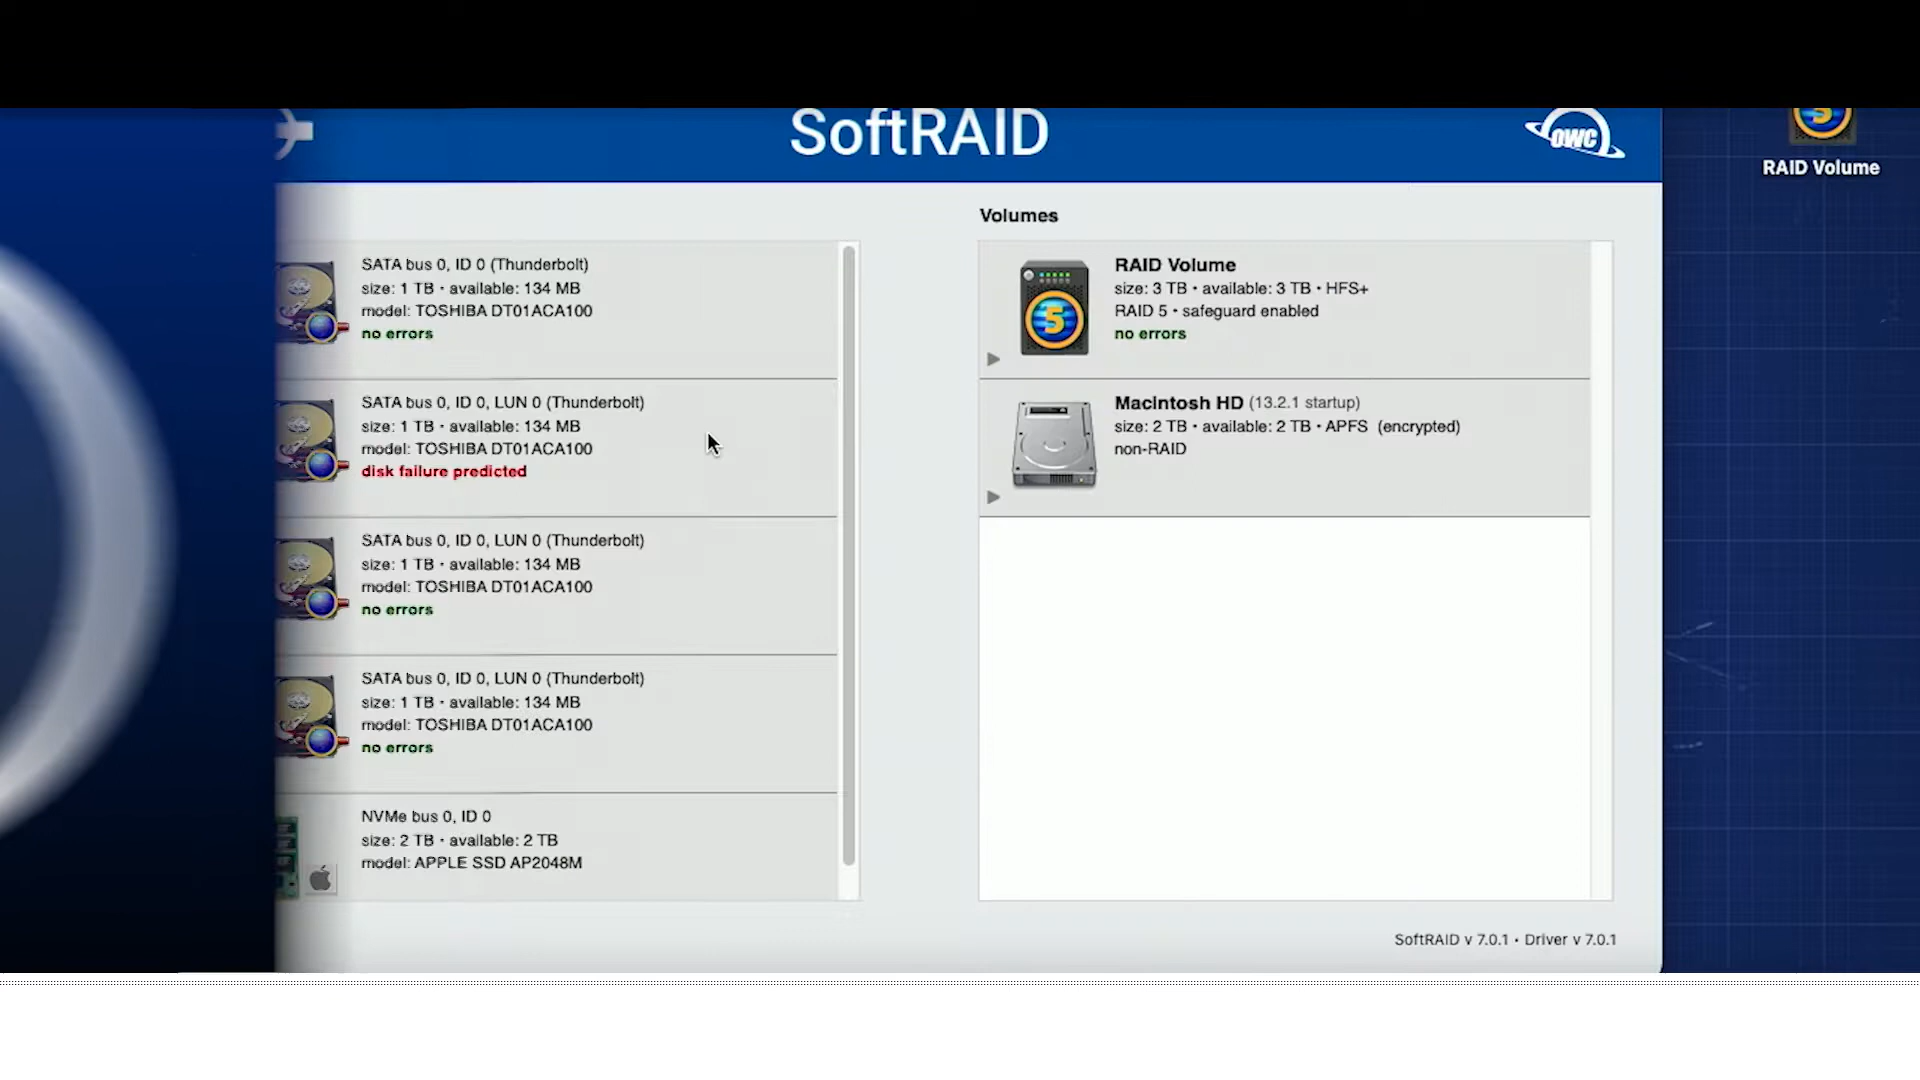 SoftRAID
OWC
5
RAID Volume
SATA bus 0, ID 0 (Thunderbolt)
size: 1 TB • available: 134 MB
model: TOSHIBA DT01ACA100
no errors
SATA bus 0, ID 0, LUN 0 (Thunderbolt)
size: 1 TB • available: 134 MB
model: TOSHIBA DT01ACA100
disk failure predicted
SATA bus 0, ID 0, LUN 0 (Thunderbolt)
size: 1 TB • available: 134 MB
model: TOSHIBA DT01ACA100
no errors
SATA bus 0, ID 0, LUN 0 (Thunderbolt)
size: 1 TB • available: 134 MB
model: TOSHIBA DT01ACA100
no errors
NVMe bus 0, ID 0
size: 2 TB • available: 2 TB
model: APPLE SSD AP2048M
Volumes
5
RAID Volume
size: 3 TB • available: 3 TB • HFS+
RAID 5 • safeguard enabled
no errors
Macintosh HD (13.2.1 startup)
size: 2 TB • available: 2 TB • APFS (encrypted)
non-RAID
SoftRAID v 7.0.1 • Driver v 7.0.1